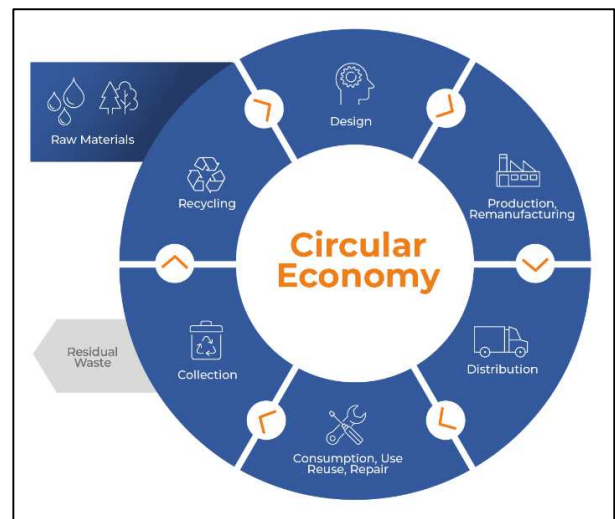 Raw Materials
Design
Recycling
Production,
Remanufacturing
Circular
Economy
Residual
Waste
Collection
Distribution
Consumption, Use
Reuse, Repair